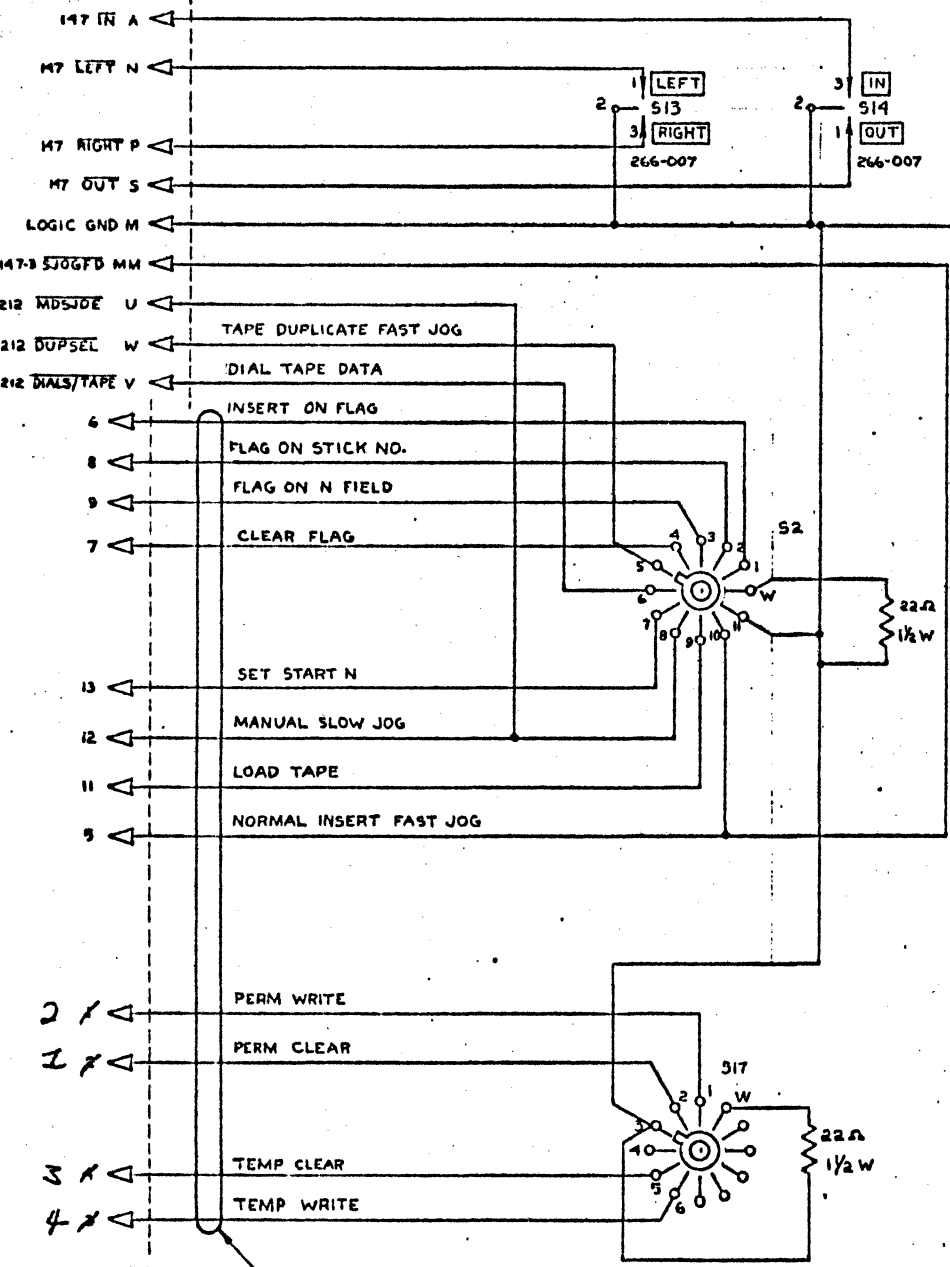 147 IN A
M7 LEFT N
1 LEFT
2 S13
3 RIGHT
266-007
3 IN
2 S14
1 OUT
266-007
M7 RIGHT P
M7 OUT S
LOGIC GND M
147-3 SJOGFD MM
212 MDSJOE U
212 DUPSEL W TAPE DUPLICATE FAST JOG
212 DIALS/TAPE V DIAL TAPE DATA
6 INSERT ON FLAG
8 FLAG ON STICK NO.
9 FLAG ON N FIELD
7 CLEAR FLAG
S2
4 3 2
5 1
6 W
7 8 9 10 11
22Ω
1½W
13 SET START N
12 MANUAL SLOW JOG
11 LOAD TAPE
5 NORMAL INSERT FAST JOG
2 PERM WRITE
1 PERM CLEAR
S17
2 1 W
3
4
5
6
22Ω
1½W
3 TEMP CLEAR
4 TEMP WRITE